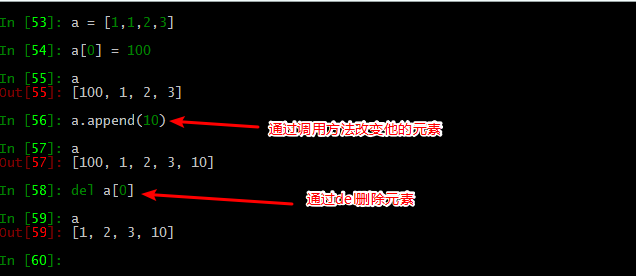 In [53]: a = [1,1,2,3]
In [54]: a[0] = 100
In [55]: a
Out[55]: [100, 1, 2, 3]
In [56]: a.append(10)
通过调用方法改变他的元素
In [57]: a
Out[57]: [100, 1, 2, 3, 10]
In [58]: del a[0]
通过del删除元素
In [59]: a
Out[59]: [1, 2, 3, 10]
In [60]: